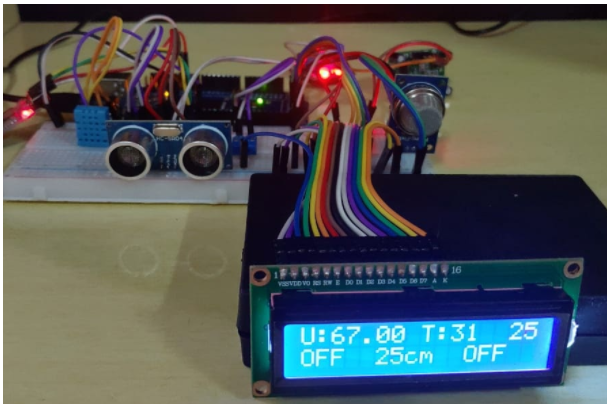 1 16
VSS VDD VO RS RW E D0 D1 D2 D3 D4 D5 D6 D7 A K
U:67.00 T:31 25
OFF 25cm OFF